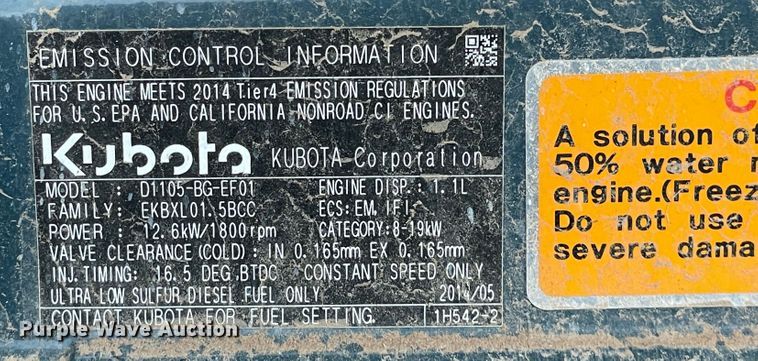 EMISSION CONTROL INFORMATION
THIS ENGINE MEETS 2014 Tier4 EMISSION REGULATIONS
FOR U.S.EPA AND CALIFORNIA NONROAD CI ENGINES.
Kubota KUBOTA Corporation
MODEL : D1105-BG-EF01 ENGINE DISP.: 1.1L
FAMILY: EKBXL01.5BCC ECS:EM,IFI
POWER : 12.6kW/1800rpm CATEGORY:8-19kW
VALVE CLEARANCE(COLD): IN 0.165mm EX 0.165mm
INJ.TIMING: 16.5 DEG.BTDC CONSTANT SPEED ONLY
ULTRA LOW SULFUR DIESEL FUEL ONLY 2014/05
CONTACT KUBOTA FOR FUEL SETTING. 1H542-2
C
A solution of
50% water
engine.(Freez
Do not use
severe dama
Purple Wave Auction